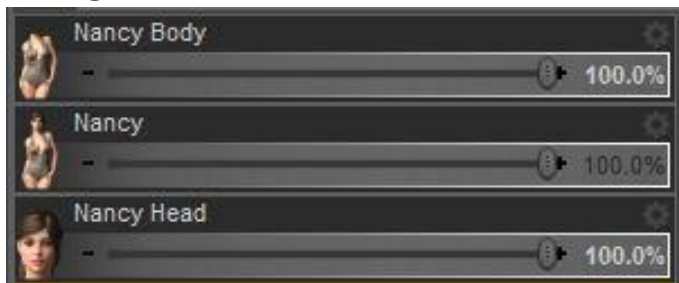 Nancy Body
- + 100.0%
Nancy
- + 100.0%
Nancy Head
- + 100.0%